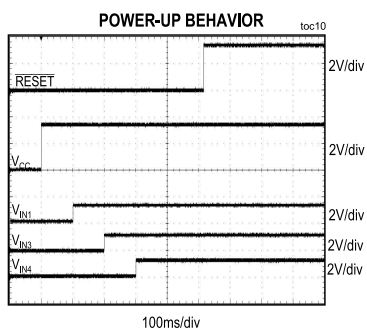 POWER-UP BEHAVIOR
toc10
RESET
2V/div
VCC
2V/div
VIN1
2V/div
VIN3
2V/div
VIN4
2V/div
100ms/div